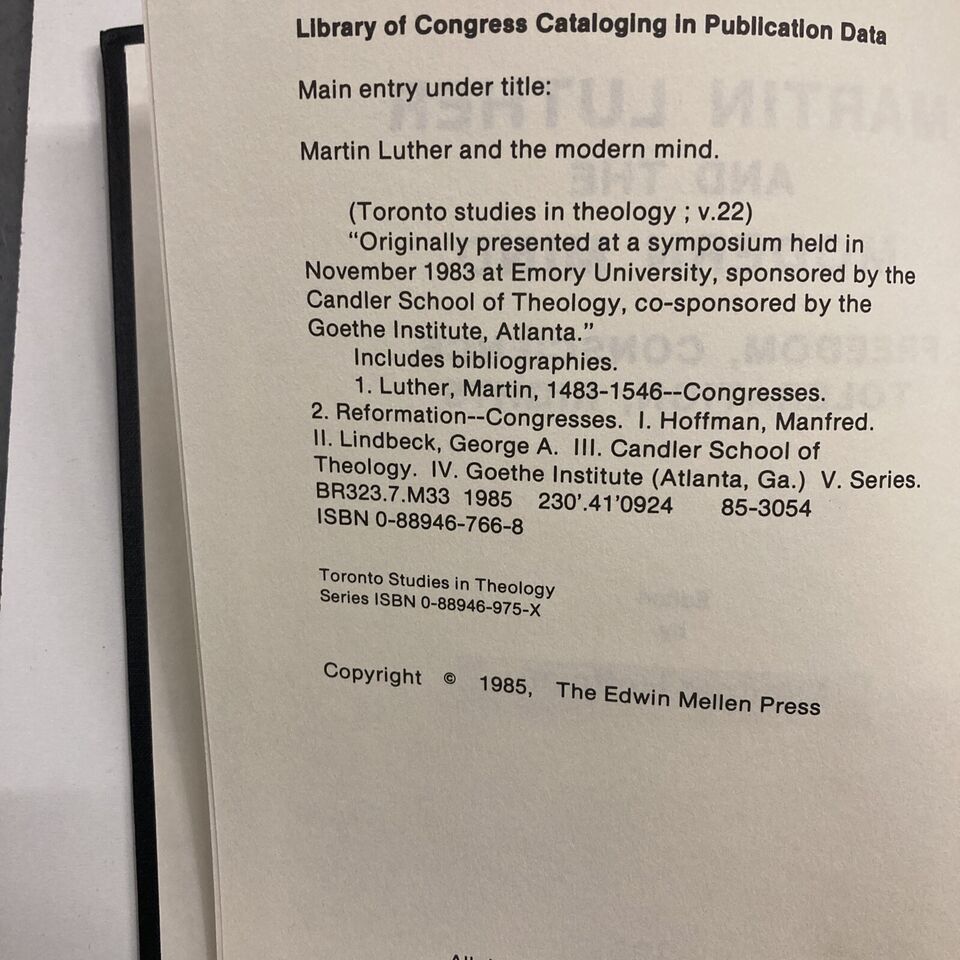 Library of Congress Cataloging in Publication Data
Main entry under title:
Martin Luther and the modern mind.
(Toronto studies in theology ; v.22)
“Originally presented at a symposium held in
November 1983 at Emory University, sponsored by the
Candler School of Theology, co-sponsored by the
Goethe Institute, Atlanta.”
Includes bibliographies.
1. Luther, Martin, 1483-1546--Congresses.
2. Reformation--Congresses. I. Hoffman, Manfred.
II. Lindbeck, George A. III. Candler School of
Theology. IV. Goethe Institute (Atlanta, Ga.) V. Series.
BR323.7.M33 1985 230'.41'0924 85-3054
ISBN 0-88946-766-8
Toronto Studies in Theology
Series ISBN 0-88946-975-X
Copyright © 1985, The Edwin Mellen Press